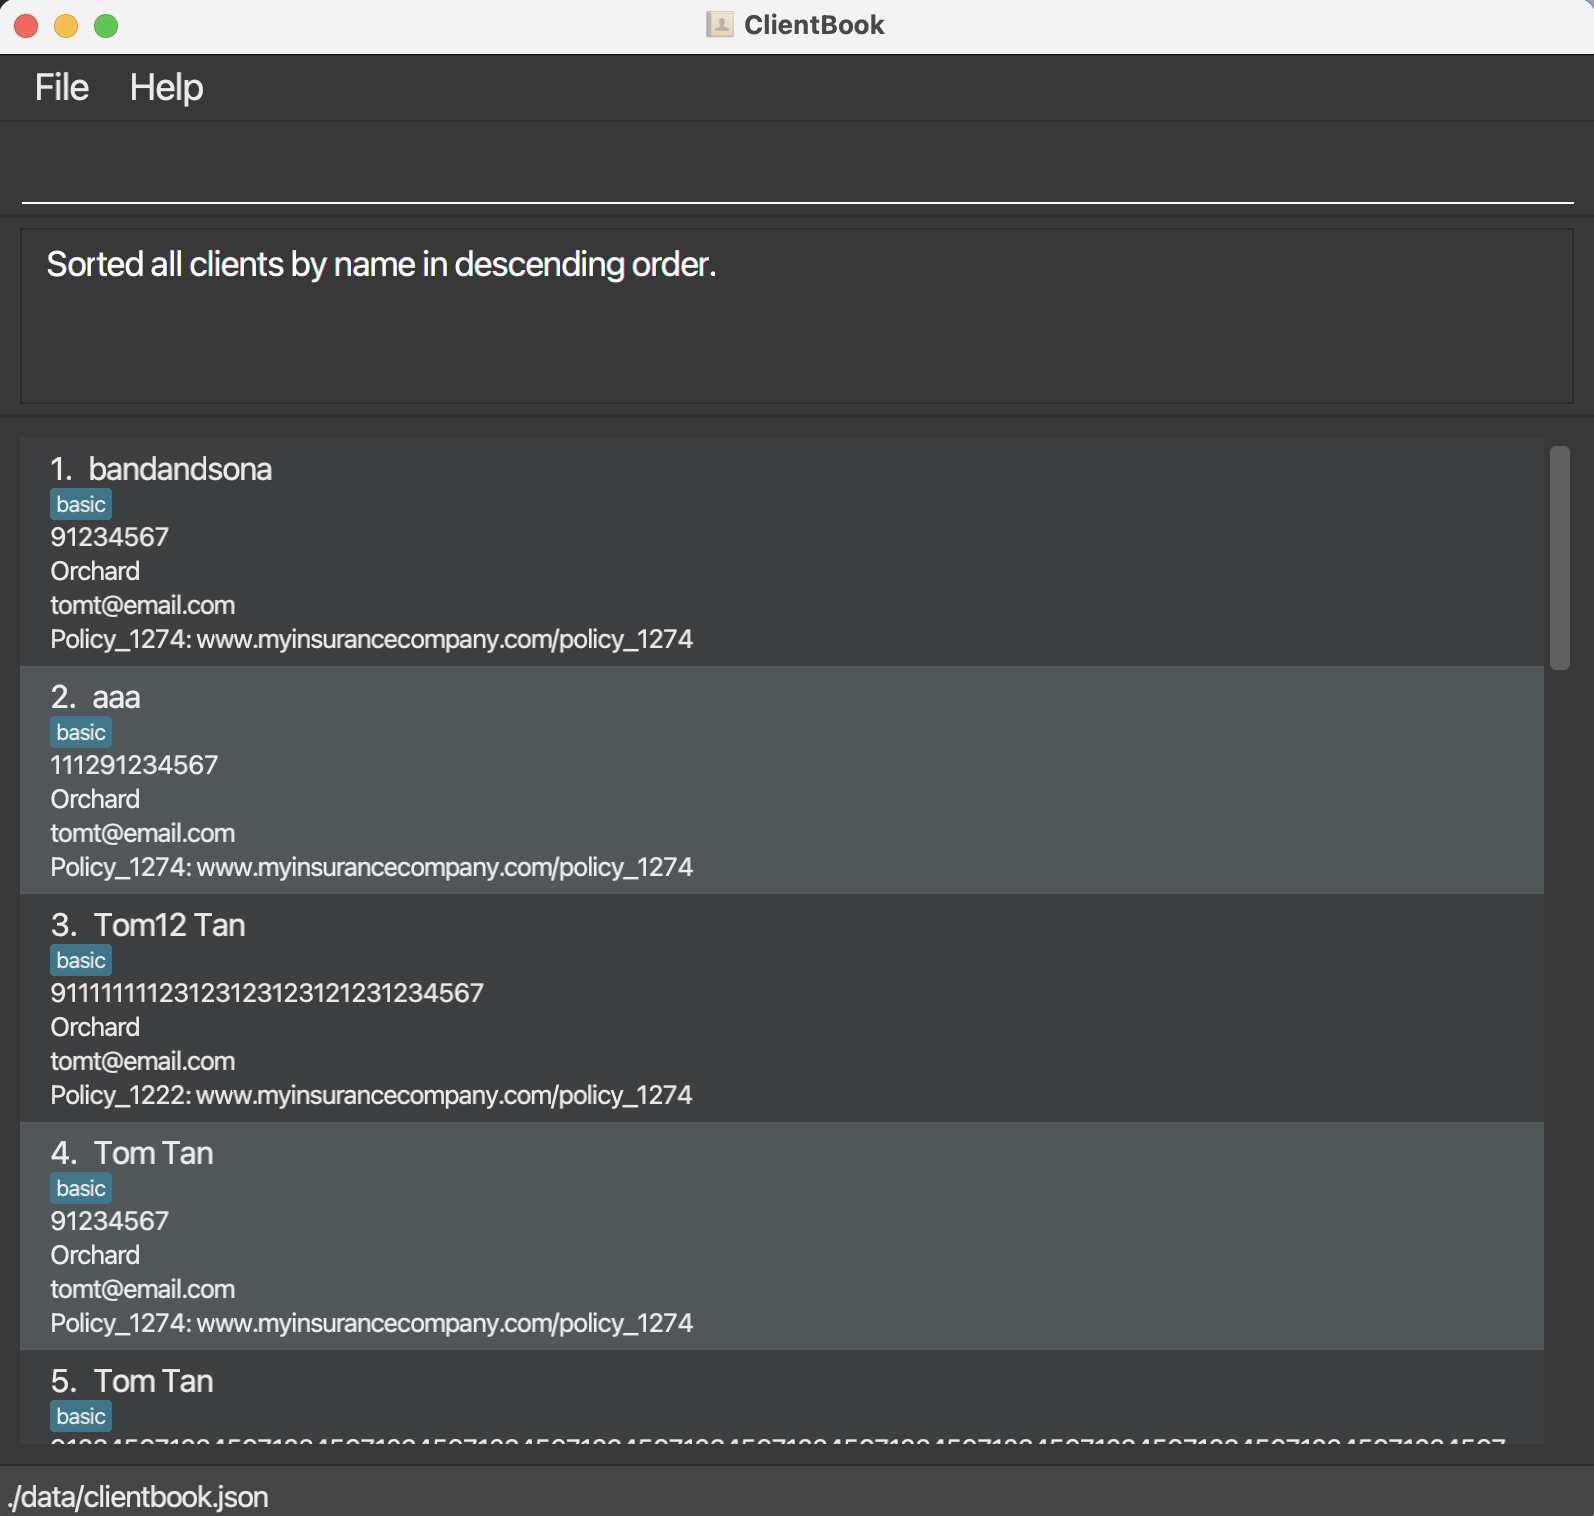 ClientBook
File Help
Sorted all clients by name in descending order.
1. bandandsona
basic
91234567
Orchard
tomt@email.com
Policy_1274: www.myinsurancecompany.com/policy_1274
2. aaa
basic
111291234567
Orchard
tomt@email.com
Policy_1274: www.myinsurancecompany.com/policy_1274
3. Tom12 Tan
basic
911111111123123123123121231234567
Orchard
tomt@email.com
Policy_1222: www.myinsurancecompany.com/policy_1274
4. Tom Tan
basic
91234567
Orchard
tomt@email.com
Policy_1274: www.myinsurancecompany.com/policy_1274
5. Tom Tan
basic
./data/clientbook.json